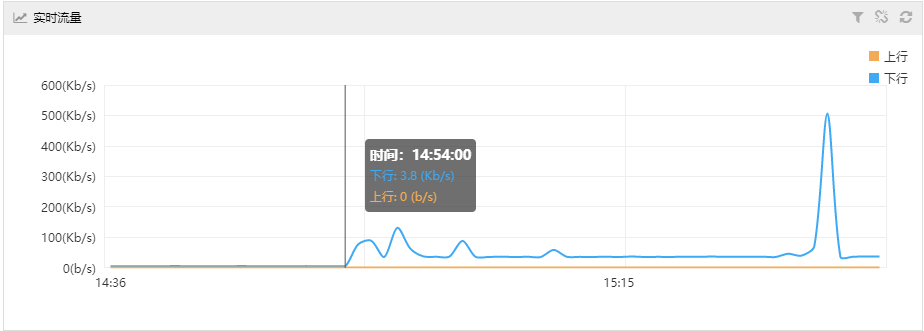 实时流量
上行
下行
600(Kb/s)
500(Kb/s)
400(Kb/s)
300(Kb/s)
200(Kb/s)
100(Kb/s)
0(b/s)
时间：14:54:00
下行: 3.8 (Kb/s)
上行: 0 (b/s)
14:36
15:15